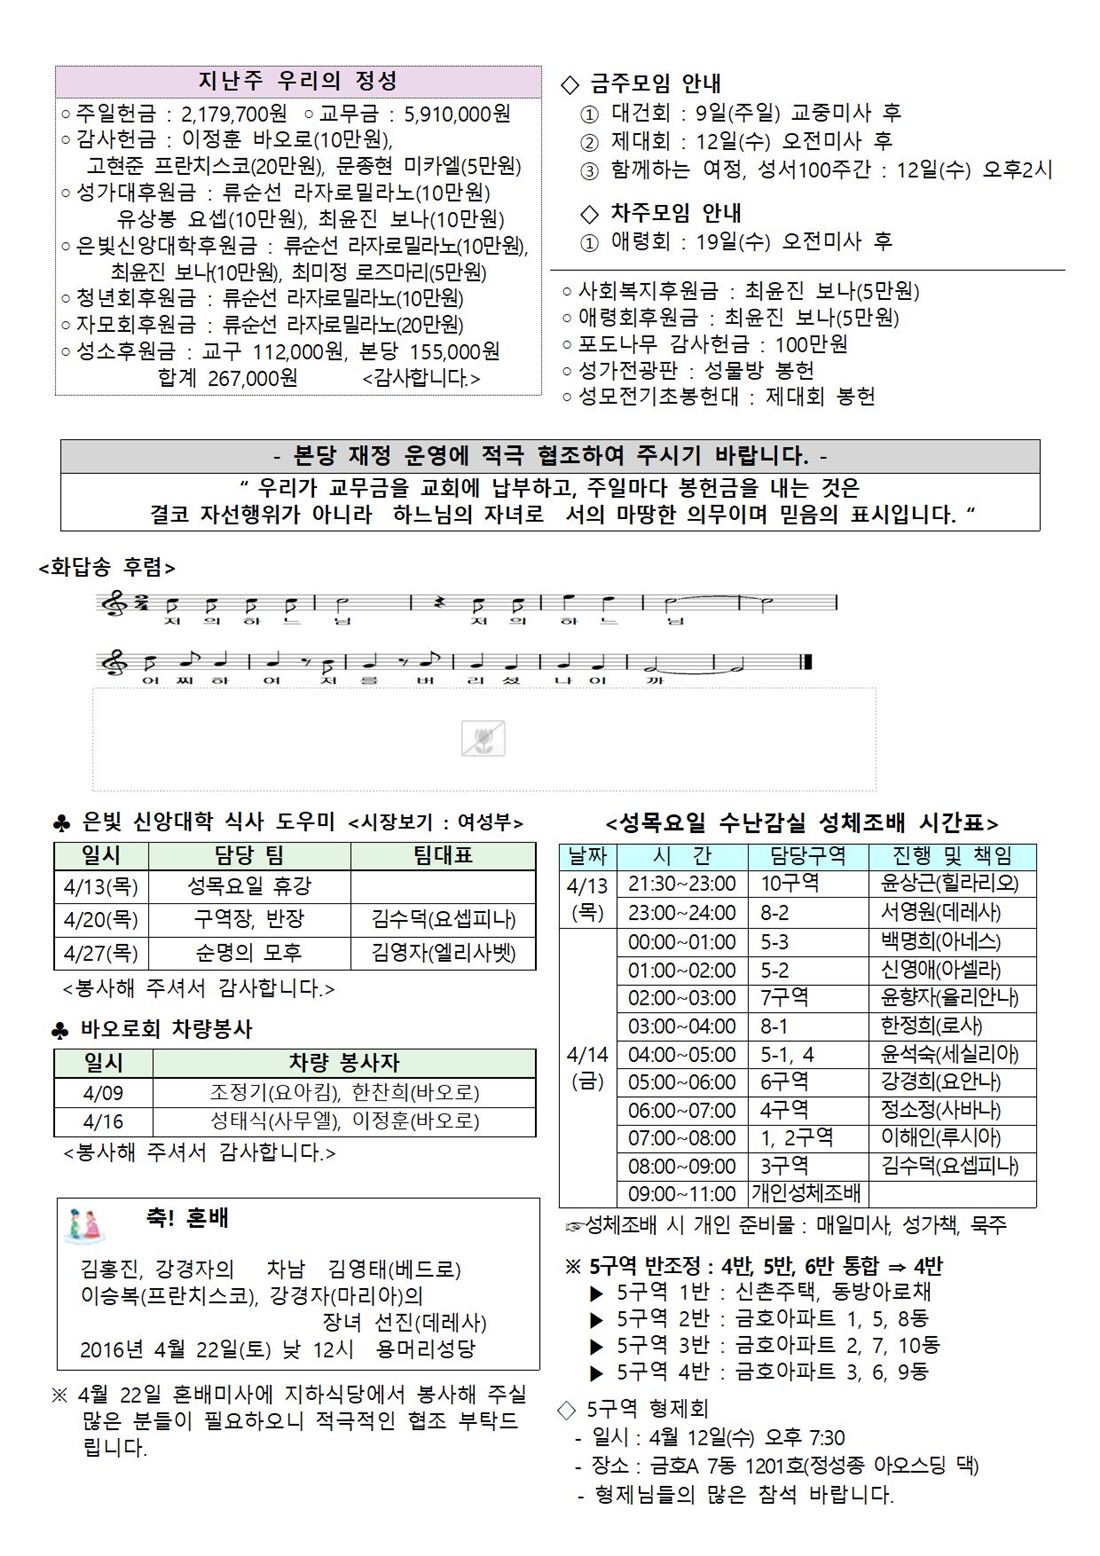 지난주 우리의 정성
○ 주일헌금 : 2,179,700원 ○ 교무금 : 5,910,000원
○ 감사헌금 : 이정훈 바오로(10만원),
고현준 프란치스코(20만원), 문종현 미카엘(5만원)
○ 성가대후원금 : 류순선 라자로밀라노(10만원)
유상봉 요셉(10만원), 최윤진 보나(10만원)
○ 은빛신앙대학후원금 : 류순선 라자로밀라노(10만원),
최윤진 보나(10만원), 최미정 로즈마리(5만원)
○ 청년회후원금 : 류순선 라자로밀라노(10만원)
○ 자모회후원금 : 류순선 라자로밀라노(20만원)
○ 성소후원금 : 교구 112,000원, 본당 155,000원
합계 267,000원 <감사합니다.>
◇ 금주모임 안내
① 대건회 : 9일(주일) 교중미사 후
② 제대회 : 12일(수) 오전미사 후
③ 함께하는 여정, 성서100주간 : 12일(수) 오후2시
◇ 차주모임 안내
① 애령회 : 19일(수) 오전미사 후
○ 사회복지후원금 : 최윤진 보나(5만원)
○ 애령회후원금 : 최윤진 보나(5만원)
○ 포도나무 감사헌금 : 100만원
○ 성가전광판 : 성물방 봉헌
○ 성모전기초봉헌대 : 제대회 봉헌
- 본당 재정 운영에 적극 협조하여 주시기 바랍니다. -
“ 우리가 교무금을 교회에 납부하고, 주일마다 봉헌금을 내는 것은
결코 자선행위가 아니라 하느님의 자녀로 서의 마땅한 의무이며 믿음의 표시입니다. “
<화답송 후렴>
저 의 하 느 님 저 의 하 느 님
어 찌 하 여 저 를 버 리 셨 나 이 까
♣ 은빛 신앙대학 식사 도우미 <시장보기 : 여성부>
일시 담당 팀 팀대표
4/13(목) 성목요일 휴강
4/20(목) 구역장, 반장 김수덕(요셉피나)
4/27(목) 순명의 모후 김영자(엘리사벳)
<봉사해 주셔서 감사합니다.>
♣ 바오로회 차량봉사
일시 차량 봉사자
4/09 조정기(요아킴), 한찬희(바오로)
4/16 성태식(사무엘), 이정훈(바오로)
<봉사해 주셔서 감사합니다.>
축! 혼배
김홍진, 강경자의 차남 김영태(베드로)
이승복(프란치스코), 강경자(마리아)의
장녀 선진(데레사)
2016년 4월 22일(토) 낮 12시 용머리성당
※ 4월 22일 혼배미사에 지하식당에서 봉사해 주실
많은 분들이 필요하오니 적극적인 협조 부탁드
립니다.
<성목요일 수난감실 성체조배 시간표>
날짜 시 간 담당구역 진행 및 책임
4/13 (목) 21:30~23:00 10구역 윤상근(힐라리오)
23:00~24:00 8-2 서영원(데레사)
4/14 (금) 00:00~01:00 5-3 백명희(아네스)
01:00~02:00 5-2 신영애(아셀라)
02:00~03:00 7구역 윤향자(율리안나)
03:00~04:00 8-1 한정희(로사)
04:00~05:00 5-1, 4 윤석숙(세실리아)
05:00~06:00 6구역 강경희(요안나)
06:00~07:00 4구역 정소정(사바나)
07:00~08:00 1, 2구역 이해인(루시아)
08:00~09:00 3구역 김수덕(요셉피나)
09:00~11:00 개인성체조배
☞성체조배 시 개인 준비물 : 매일미사, 성가책, 묵주
※ 5구역 반조정 : 4반, 5반, 6반 통합 ⇒ 4반
▶ 5구역 1반 : 신촌주택, 동방아로채
▶ 5구역 2반 : 금호아파트 1, 5, 8동
▶ 5구역 3반 : 금호아파트 2, 7, 10동
▶ 5구역 4반 : 금호아파트 3, 6, 9동
◇ 5구역 형제회
- 일시 : 4월 12일(수) 오후 7:30
- 장소 : 금호A 7동 1201호(정성종 아오스딩 댁)
- 형제님들의 많은 참석 바랍니다.